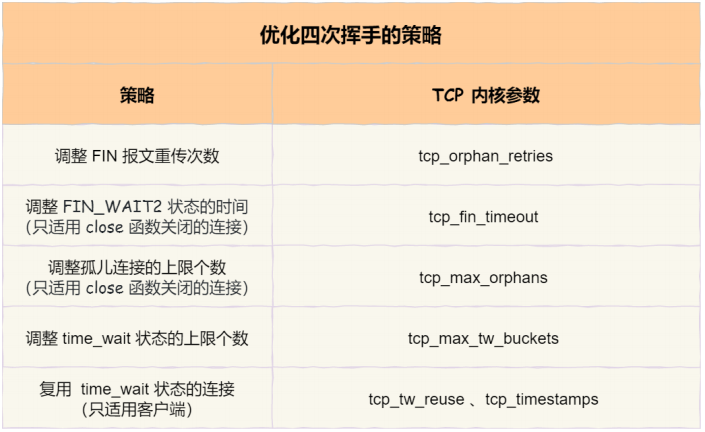 优化四次挥手的策略
策略
TCP 内核参数
调整 FIN 报文重传次数
tcp_orphan_retries
调整 FIN_WAIT2 状态的时间
（只适用 close 函数关闭的连接）
tcp_fin_timeout
调整孤儿连接的上限个数
（只适用 close 函数关闭的连接）
tcp_max_orphans
调整 time_wait 状态的上限个数
tcp_max_tw_buckets
复用 time_wait 状态的连接
（只适用客户端）
tcp_tw_reuse 、tcp_timestamps